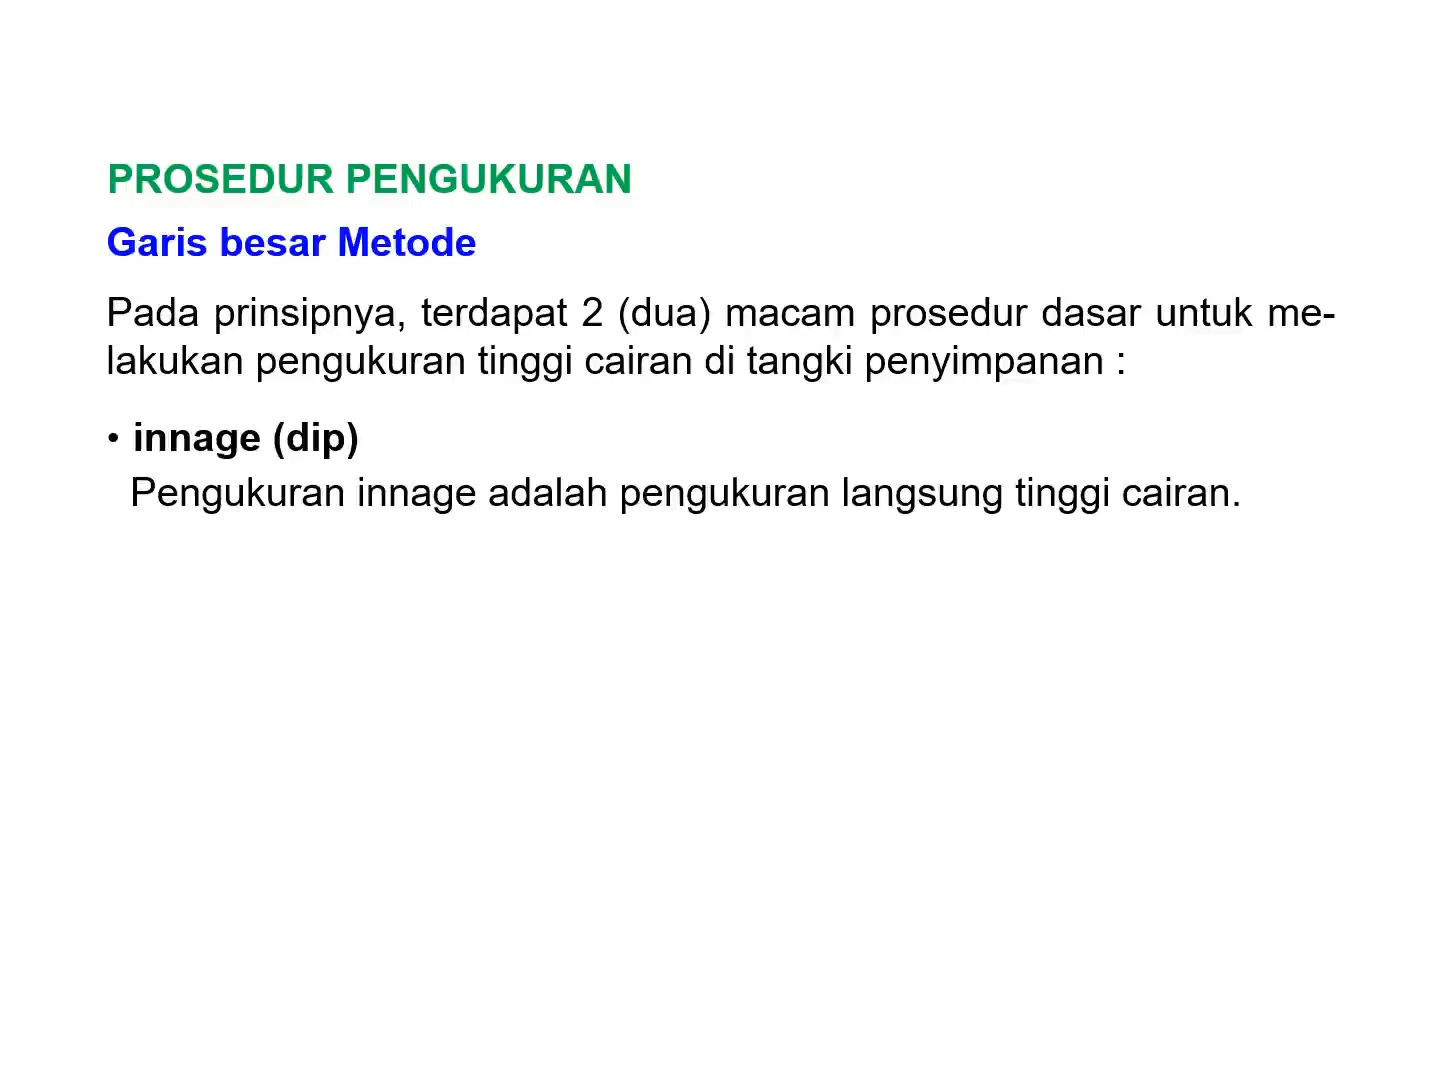 PROSEDUR PENGUKURAN
Garis besar Metode
Pada prinsipnya, terdapat 2 (dua) macam prosedur dasar untuk me-
lakukan pengukuran tinggi cairan di tangki penyimpanan :
• innage (dip)
Pengukuran innage adalah pengukuran langsung tinggi cairan.